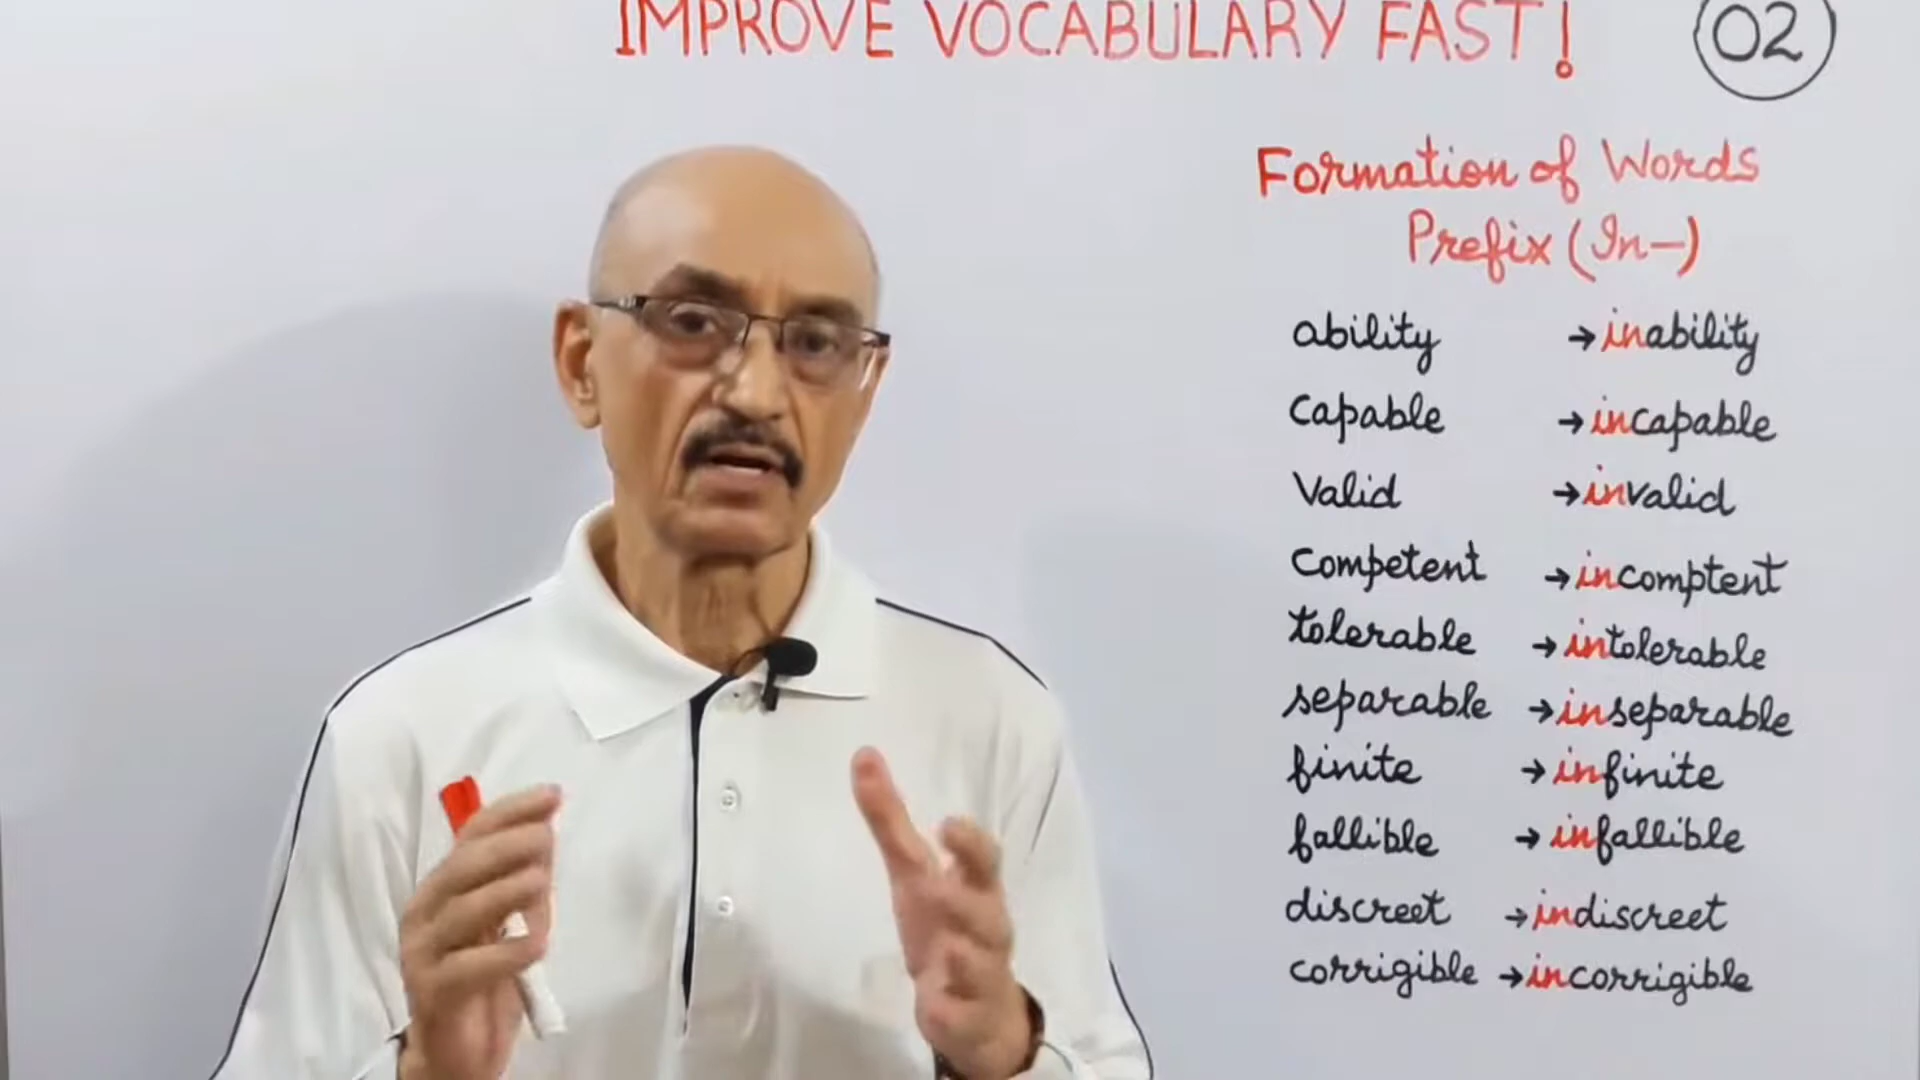 IMPROVE VOCABULARY FAST!
02
Formation of Words
Prefix (In-)
ability → inability
Capable → incapable
Valid → invalid
Competent → incomptent
tolerable → intolerable
separable → inseparable
finite → infinite
fallible → infallible
discreet → indiscreet
corrigible → incorrigible